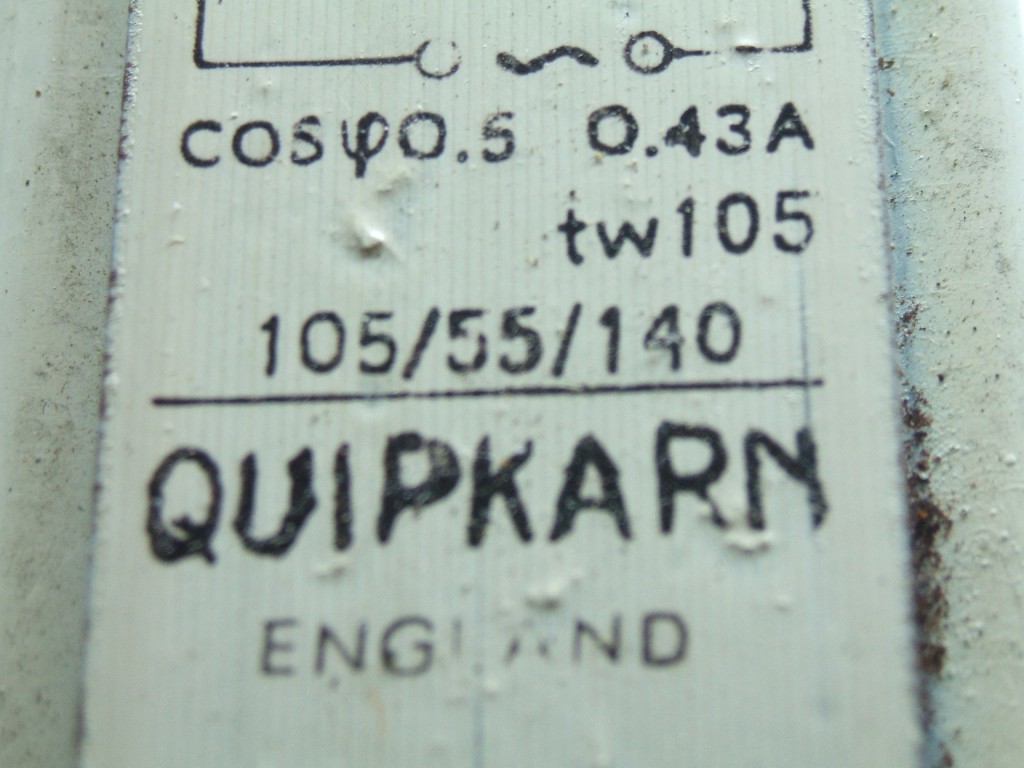 cosφ0.5 0.43A
tw105
105/55/140
QUIPKARN
ENGLAND